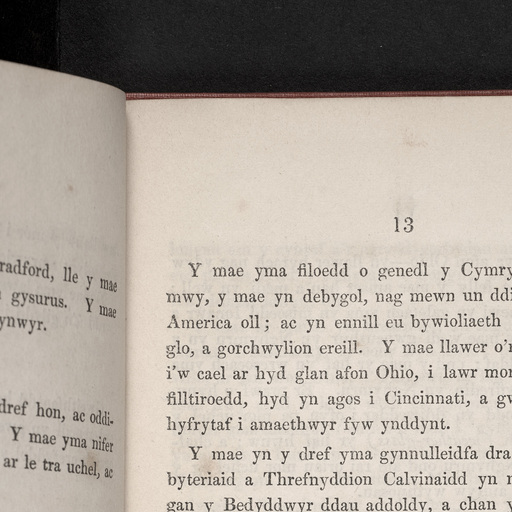 radford, lle y mae
gysurus. Y mae
ynwyr.
dref hon, ac oddi-
Y mae yma nifer
ar le tra uchel, ac
13
Y mae yma filoedd o genedl y Cymry
mwy, y mae yn debygol, nag mewn un ddi
America oll; ac yn ennill eu bywioliaeth
glo, a gorchwylion ereill. Y mae llawer o'r
i'w cael ar hyd glan afon Ohio, i lawr mor
filltiroedd, hyd yn agos i Cincinnati, a gw
hyfrytaf i amaethwyr fyw ynddynt.
Y mae yn y dref yma gynnulleidfa dra
byteriaid a Threfnyddion Calvinaidd yn
gan y Bedyddwyr ddau addoldy, a chan y